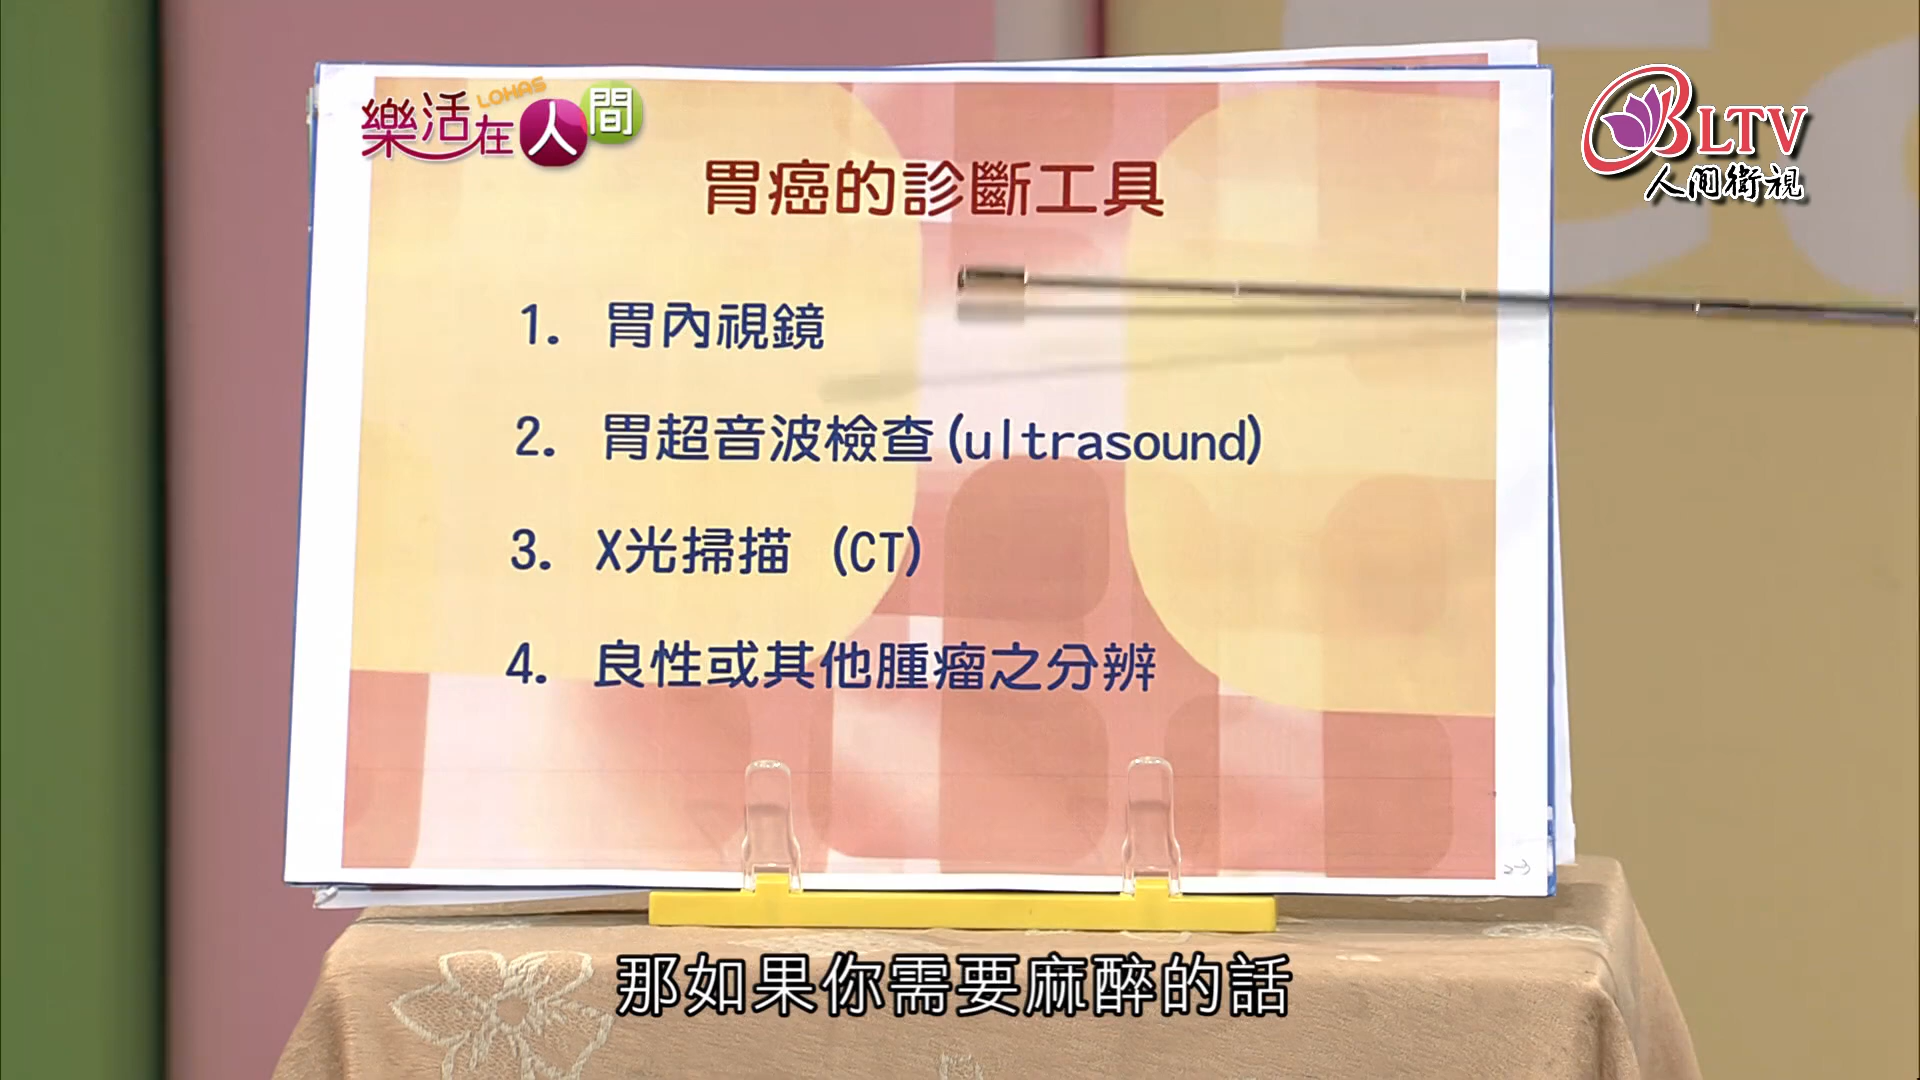 樂活在人間
LOHAS
BLTV
人間衛視
胃癌的診斷工具
1. 胃內視鏡
2. 胃超音波檢查(ultrasound)
3. X光掃描 (CT)
4. 良性或其他腫瘤之分辨
那如果你需要麻醉的話